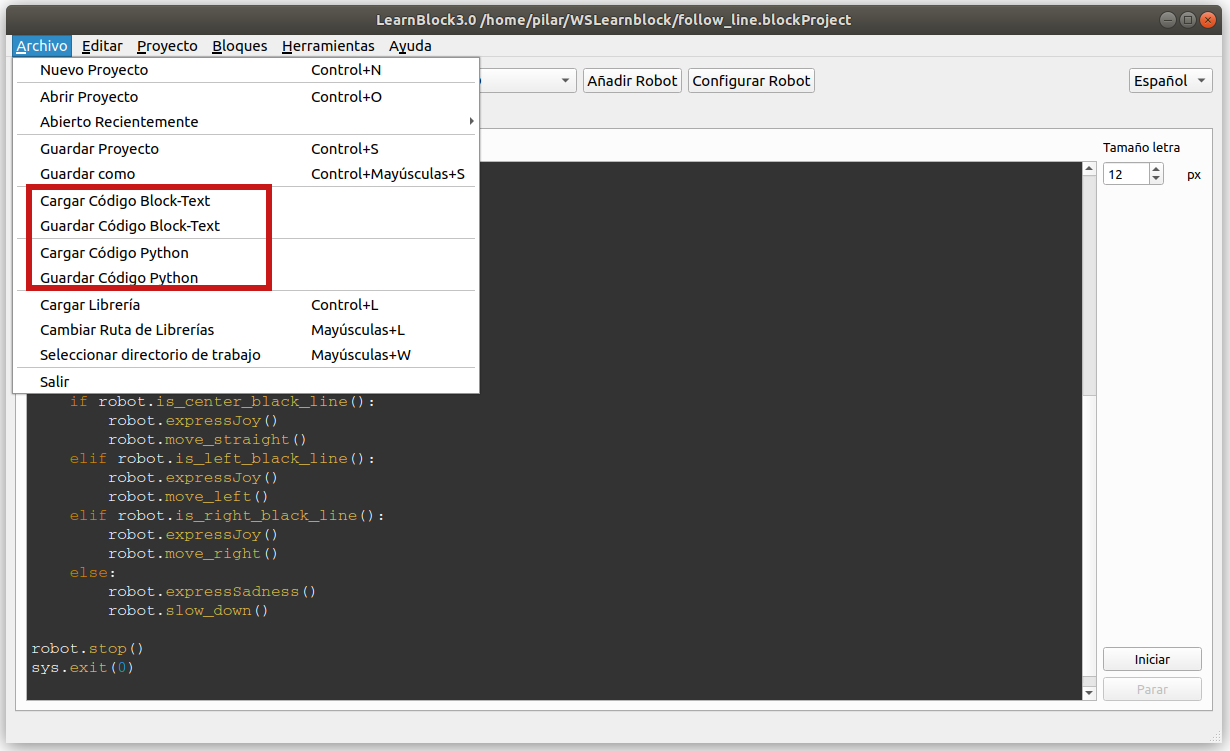 LearnBlock3.0 /home/pilar/WSLearnblock/follow_line.blockProject
Archivo Editar Proyecto Bloques Herramientas Ayuda
Nuevo Proyecto Control+N
Añadir Robot Configurar Robot Español
Abrir Proyecto Control+O
Abierto Recientemente
Guardar Proyecto Control+S
Tamaño letra
Guardar como Control+Mayúsculas+S
12 px
Cargar Código Block-Text
Guardar Código Block-Text
Cargar Código Python
Guardar Código Python
Cargar Librería Control+L
Cambiar Ruta de Librerías Mayúsculas+L
Seleccionar directorio de trabajo Mayúsculas+W
Salir
    if robot.is_center_black_line():
        robot.expressJoy()
        robot.move_straight()
    elif robot.is_left_black_line():
        robot.expressJoy()
        robot.move_left()
    elif robot.is_right_black_line():
        robot.expressJoy()
        robot.move_right()
    else:
        robot.expressSadness()
        robot.slow_down()
robot.stop()
sys.exit(0)
Iniciar
Parar